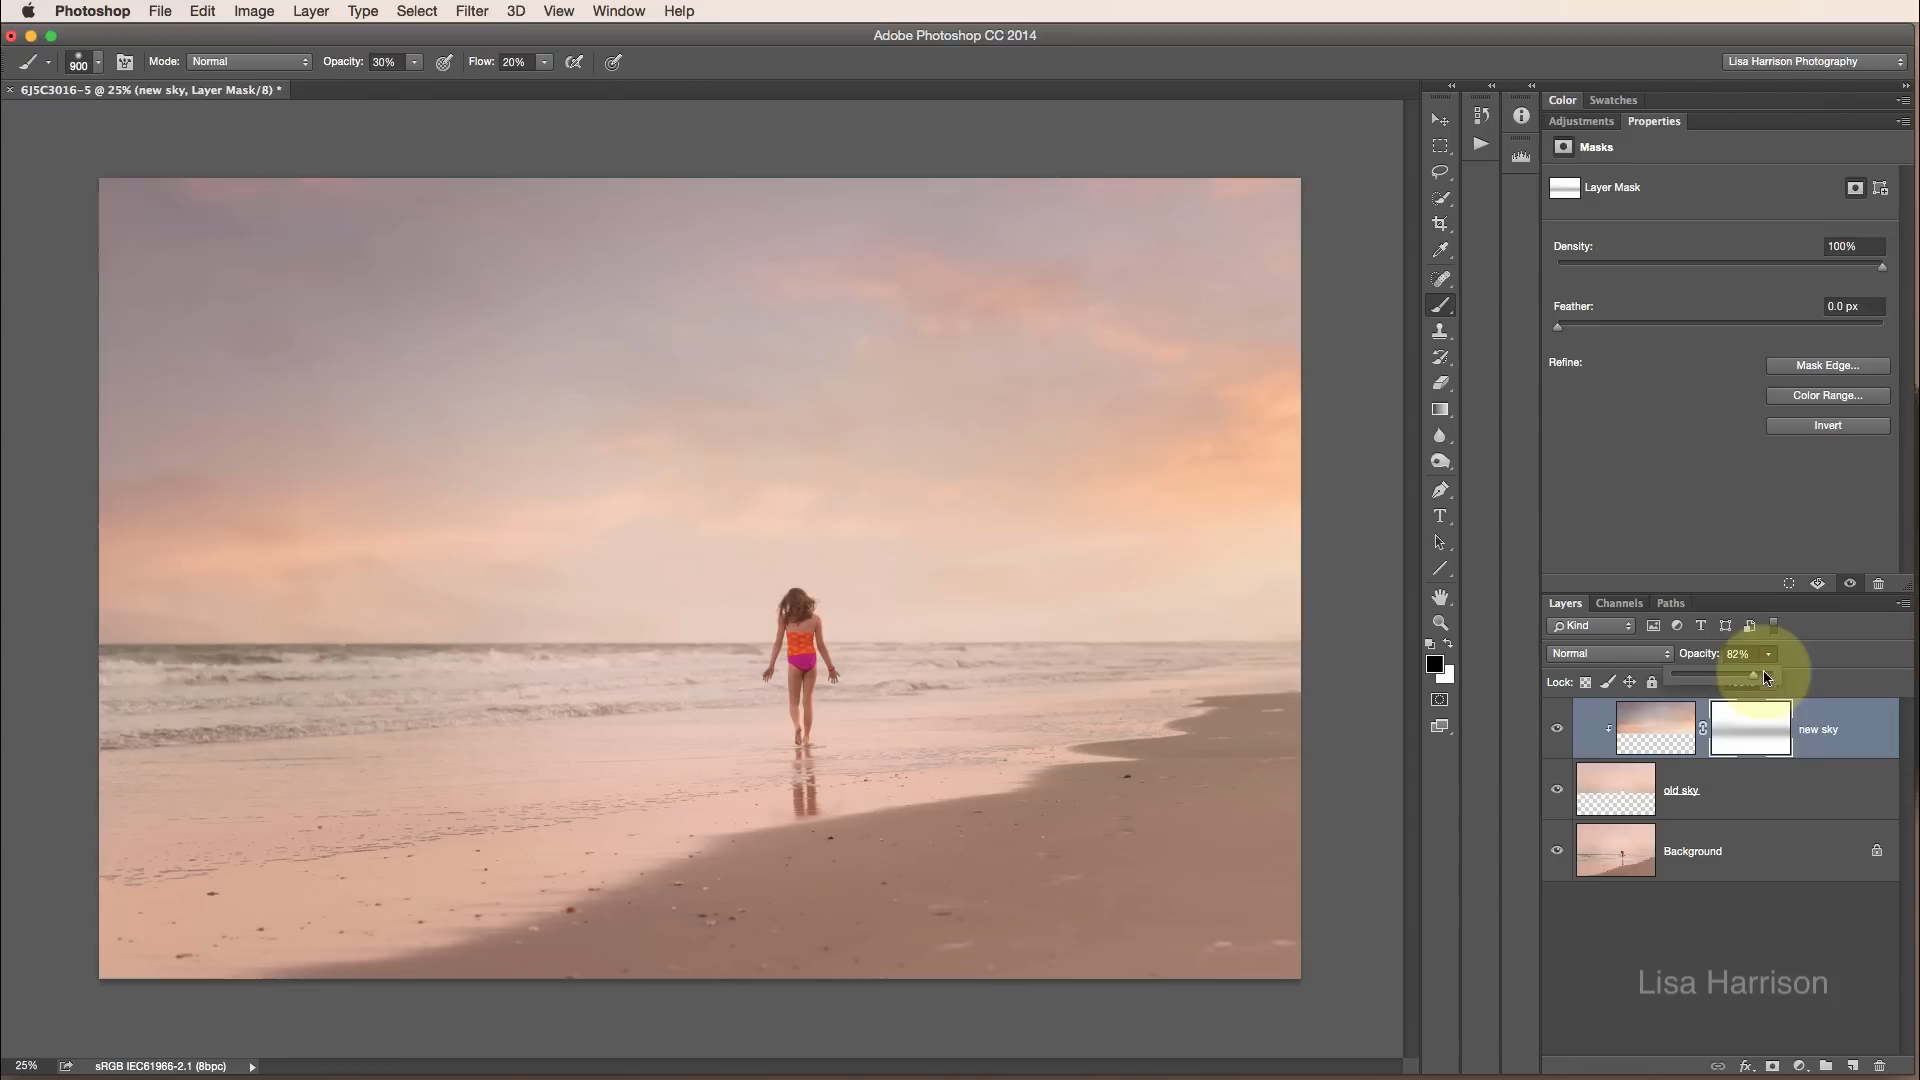 Photoshop File Edit Image Layer Type Select Filter 3D View Window Help
Adobe Photoshop CC 2014
900 Mode: Normal Opacity: 30% Flow: 20% Lisa Harrison Photography
× 6J5C3016-5 @ 25% (new sky, Layer Mask/8) *
Color Swatches
Adjustments Properties
Masks
Layer Mask
Density: 100%
Feather: 0.0 px
Refine: Mask Edge...
Color Range...
Invert
Layers Channels Paths
Kind
Normal Opacity: 82%
Lock:
new sky
old sky
Background
Lisa Harrison
25% sRGB IEC61966-2.1 (8bpc)